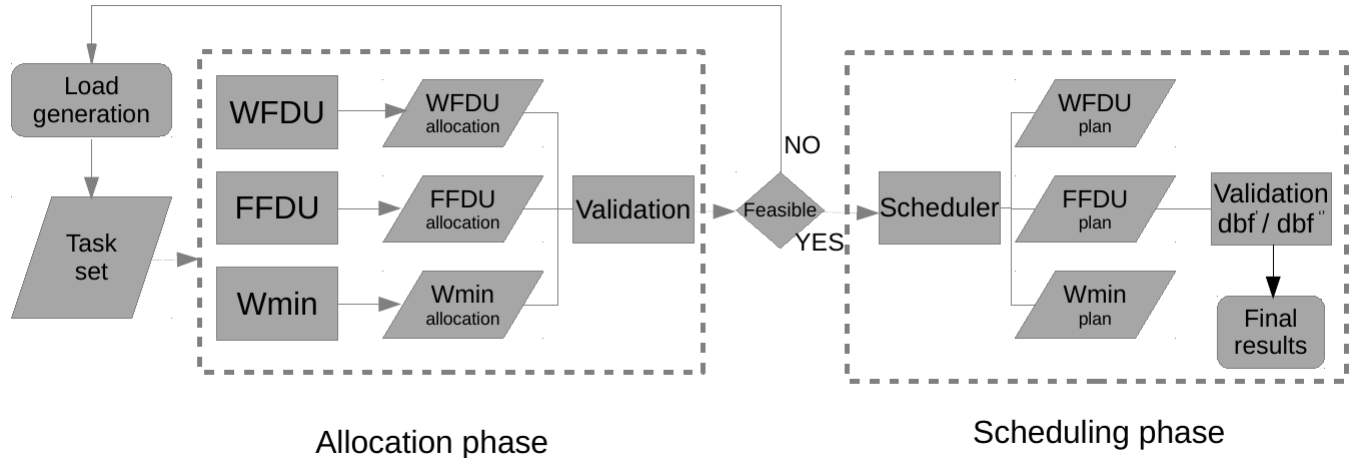 Load
generation
Task
set
WFDU
WFDU
allocation
FFDU
FFDU
allocation
Wmin
Wmin
allocation
Validation
Feasible
NO
YES
Scheduler
WFDU
plan
FFDU
plan
Wmin
plan
Validation
dbf' / dbf ''
Final
results
Allocation phase
Scheduling phase